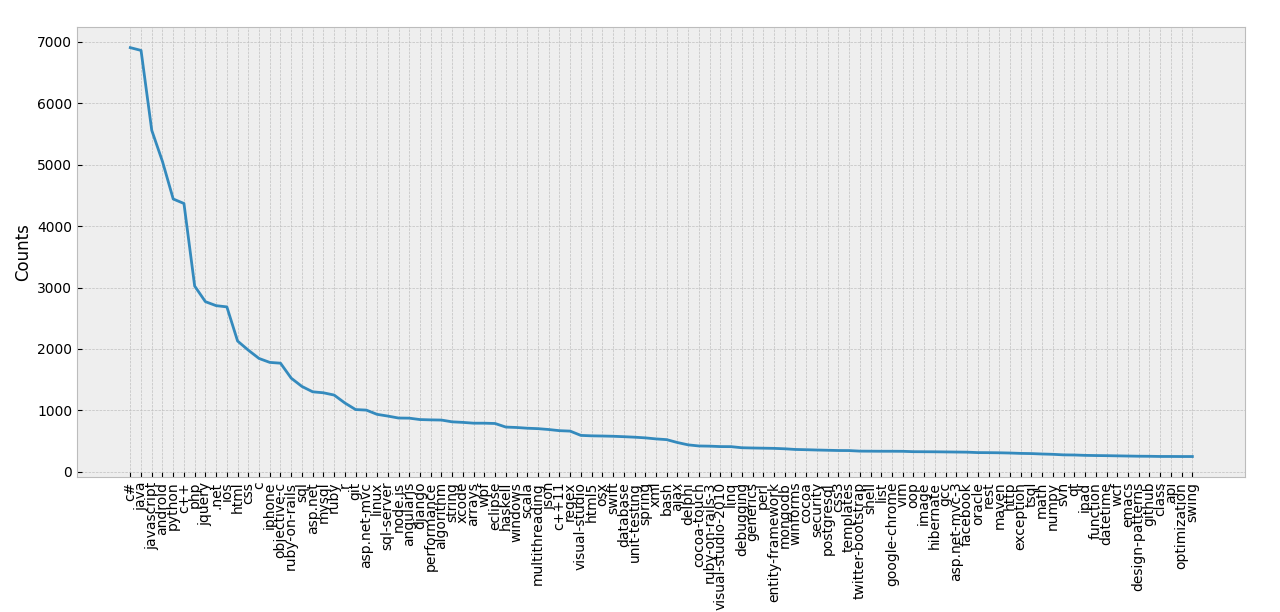 7000
6000
5000
4000
3000
2000
1000
0
Counts
c#
java
javascript
android
python
c++
php
jquery
.net
ios
html
css
c
iphone
objective-c
ruby-on-rails
sql
asp.net
mysql
ruby
r
git
asp.net-mvc
linux
sql-server
node.js
angularjs
django
performance
algorithm
string
xcode
arrays
wpf
eclipse
haskell
windows
scala
multithreading
json
c++11
regex
visual-studio
html5
osx
swift
database
unit-testing
spring
xml
bash
ajax
delphi
cocoa-touch
ruby-on-rails-3
visual-studio-2010
linq
debugging
generics
perl
entity-framework
mongodb
winforms
cocoa
security
postgresql
css3
templates
twitter-bootstrap
shell
list
google-chrome
vim
oop
image
hibernate
gcc
asp.net-mvc-3
facebook
oracle
rest
maven
http
exception
tsql
math
numpy
svn
qt
ipad
function
datetime
wcf
emacs
design-patterns
github
class
api
optimization
swing